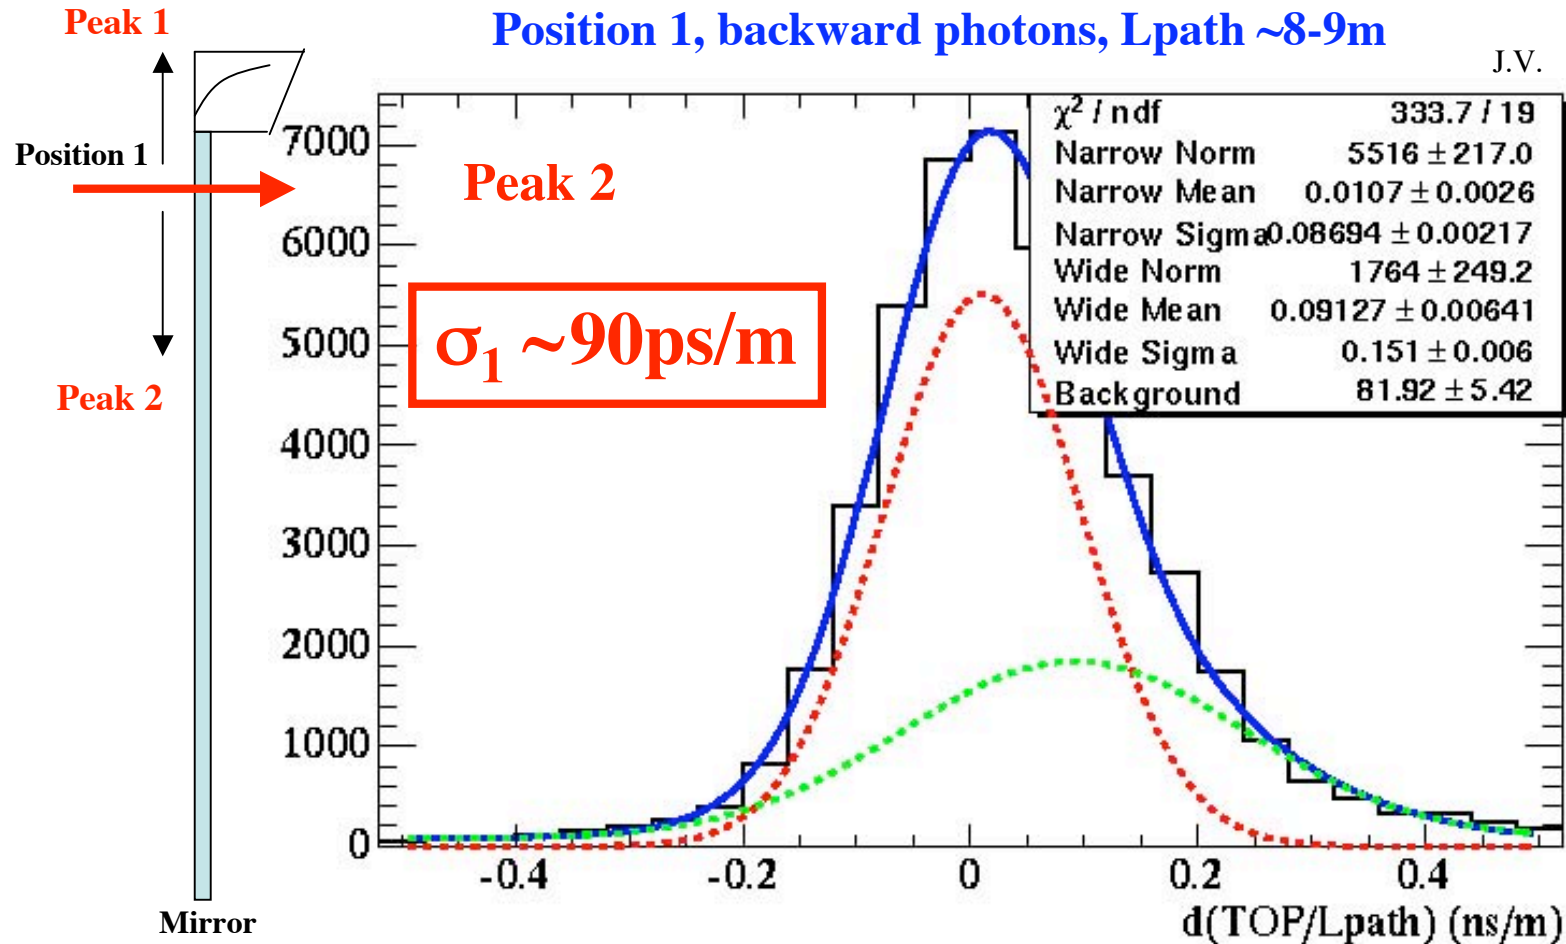 Peak 1
Position 1, backward photons, Lpath ~8-9m
J.V.
Position 1
Peak 2
Mirror
Peak 2
σ₁ ~90ps/m
χ² / ndf 333.7 / 19
Narrow Norm 5516 ± 217.0
Narrow Mean 0.0107 ± 0.0026
Narrow Sigma 0.08694 ± 0.00217
Wide Norm 1764 ± 249.2
Wide Mean 0.09127 ± 0.00641
Wide Sigma 0.151 ± 0.006
Background 81.92 ± 5.42
7000
6000
5000
4000
3000
2000
1000
0
-0.4 -0.2 0 0.2 0.4
d(TOP/Lpath) (ns/m)